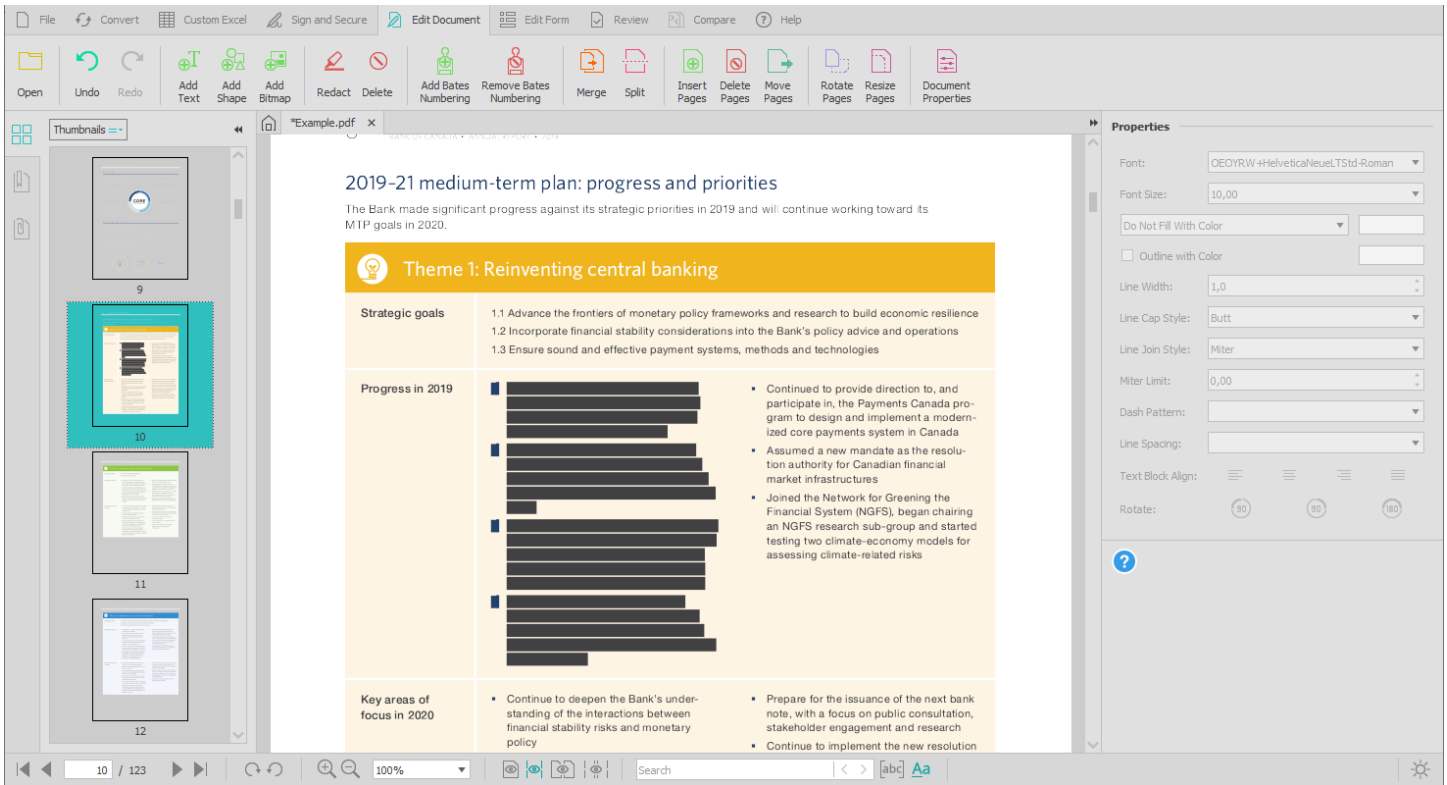 File Convert Custom Excel Sign and Secure Edit Document Edit Form Review Compare Help
Open Undo Redo Add Text Add Shape Add Bitmap Redact Delete Add Bates Numbering Remove Bates Numbering Merge Split Insert Pages Delete Pages Move Pages Rotate Pages Resize Pages Document Properties
Thumbnails
*Example.pdf
CORE
9
10
11
12
BANK OF CANADA • ANNUAL REPORT • 2019
2019–21 medium-term plan: progress and priorities
The Bank made significant progress against its strategic priorities in 2019 and will continue working toward its
MTP goals in 2020.
Theme 1: Reinventing central banking
Strategic goals
1.1 Advance the frontiers of monetary policy frameworks and research to build economic resilience
1.2 Incorporate financial stability considerations into the Bank's policy advice and operations
1.3 Ensure sound and effective payment systems, methods and technologies
Progress in 2019
Continued to provide direction to, and
participate in, the Payments Canada pro-
gram to design and implement a modern-
ized core payments system in Canada
Assumed a new mandate as the resolu-
tion authority for Canadian financial
market infrastructures
Joined the Network for Greening the
Financial System (NGFS), began chairing
an NGFS research sub-group and started
testing two climate-economy models for
assessing climate-related risks
Key areas of
focus in 2020
Continue to deepen the Bank's under-
standing of the interactions between
financial stability risks and monetary
policy
Prepare for the issuance of the next bank
note, with a focus on public consultation,
stakeholder engagement and research
Continue to implement the new resolution
Properties
Font: OEOYRW+HelveticaNeueLTStd-Roman
Font Size: 10,00
Do Not Fill With Color
Outline with Color
Line Width: 1,0
Line Cap Style: Butt
Line Join Style: Miter
Miter Limit: 0,00
Dash Pattern:
Line Spacing:
Text Block Align:
Rotate: 90 90 180
?
10 / 123 100% Search [abc] Aa